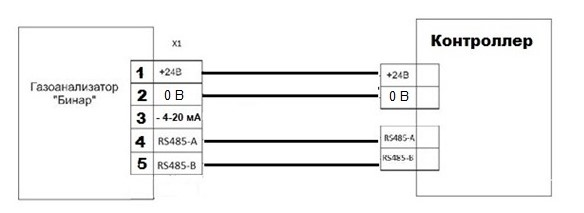 X1
Газоанализатор
"Бинар"
1 +24В
2 0 В
3 - 4-20 мА
4 RS485-A
5 RS485-B
Контроллер
+24В
0 В
RS485-A
RS485-B